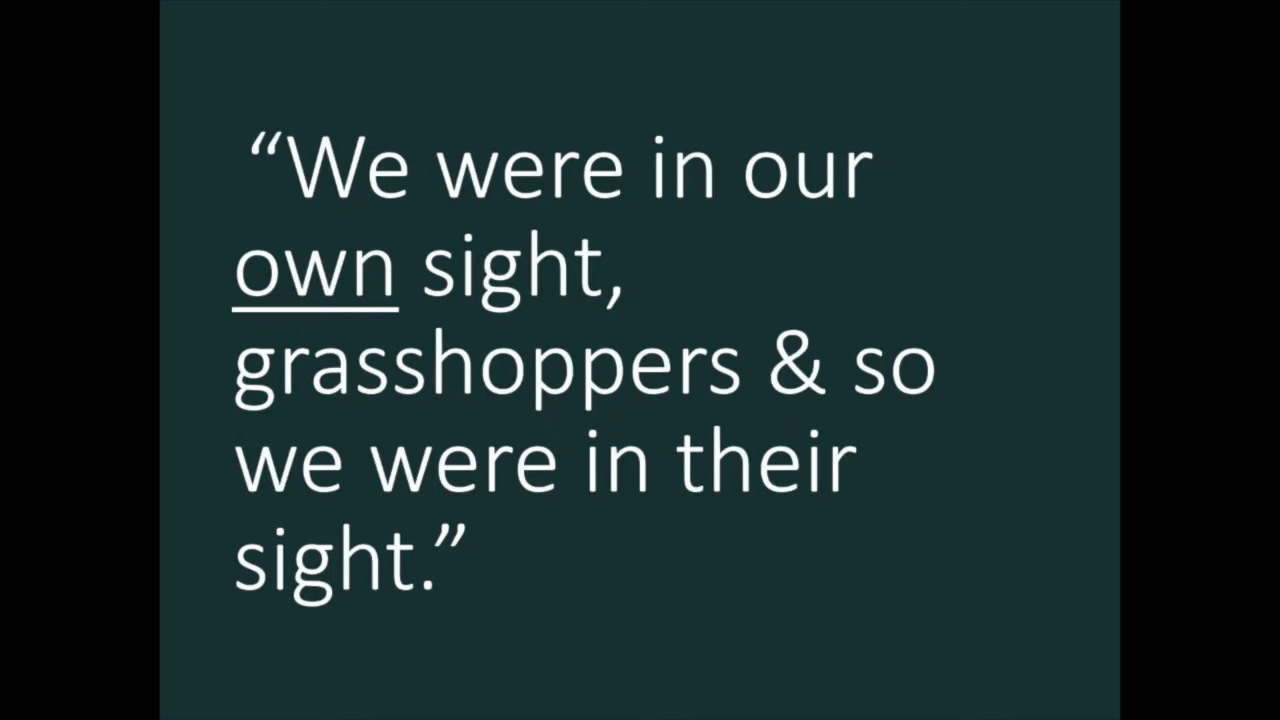 “We were in our
own sight,
grasshoppers & so
we were in their
sight.”